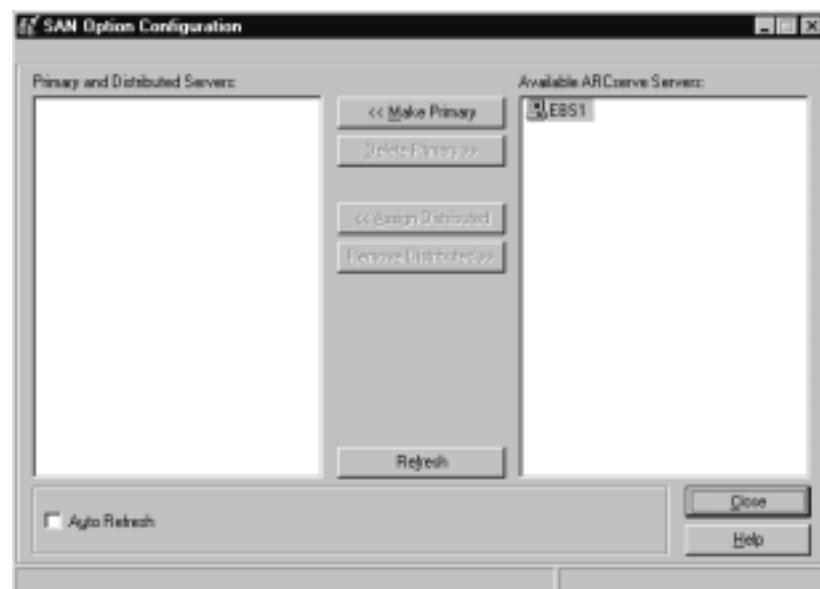 SAN Option Configuration
Primary and Distributed Servers:
Available ARCserve Servers:
<< Make Primary
EBS1
Delete Primary >>
<< Assign Distributed
Remove Distributed >>
Refresh
Auto Refresh
Close
Help